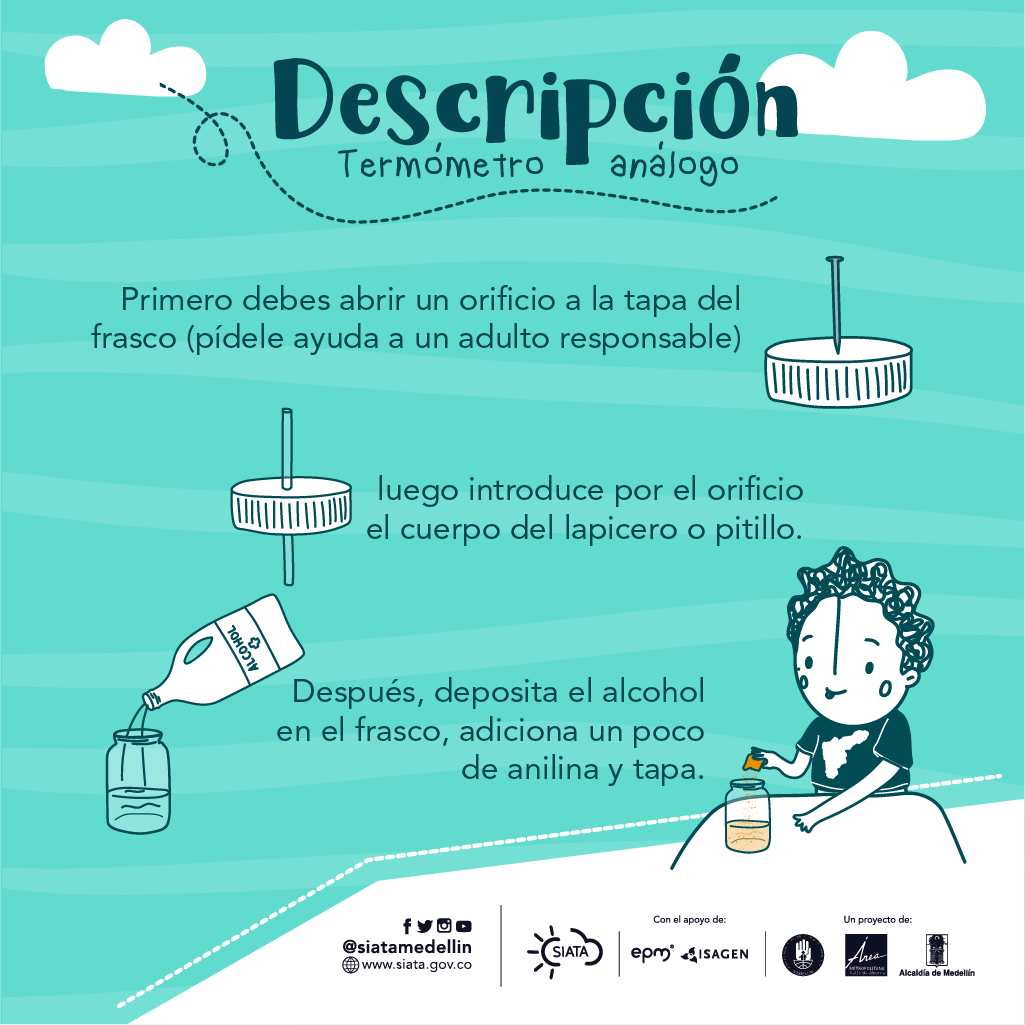 Descripción
Termómetro análogo
Primero debes abrir un orificio a la tapa del
frasco (pídele ayuda a un adulto responsable)
luego introduce por el orificio
el cuerpo del lapicero o pitillo.
ALCOHOL
Después, deposita el alcohol
en el frasco, adiciona un poco
de anilina y tapa.
@siatamedellin
www.siata.gov.co
SIATA
Con el apoyo de:
epm
ISAGEN
Un proyecto de:
Área
METROPOLITANA
Alcaldía de Medellín